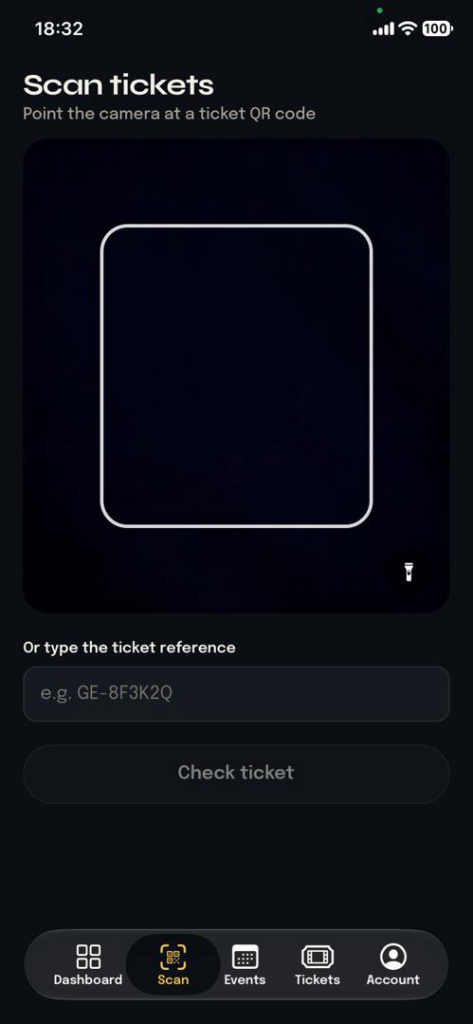 18:32
100
Scan tickets
Point the camera at a ticket QR code
Or type the ticket reference
e.g. GE-8F3K2Q
Check ticket
Dashboard
Scan
Events
Tickets
Account